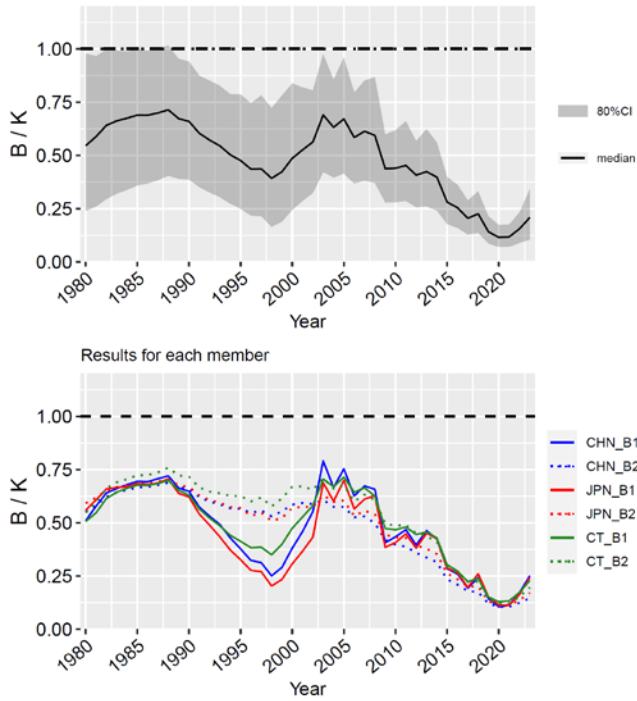 1.00
0.75
0.50
0.25
0.00
B / K
1980
1985
1990
1995
2000
2005
2010
2015
2020
Year
80%CI
median
Results for each member
1.00
0.75
0.50
0.25
0.00
B / K
1980
1985
1990
1995
2000
2005
2010
2015
2020
Year
CHN_B1
CHN_B2
JPN_B1
JPN_B2
CT_B1
CT_B2